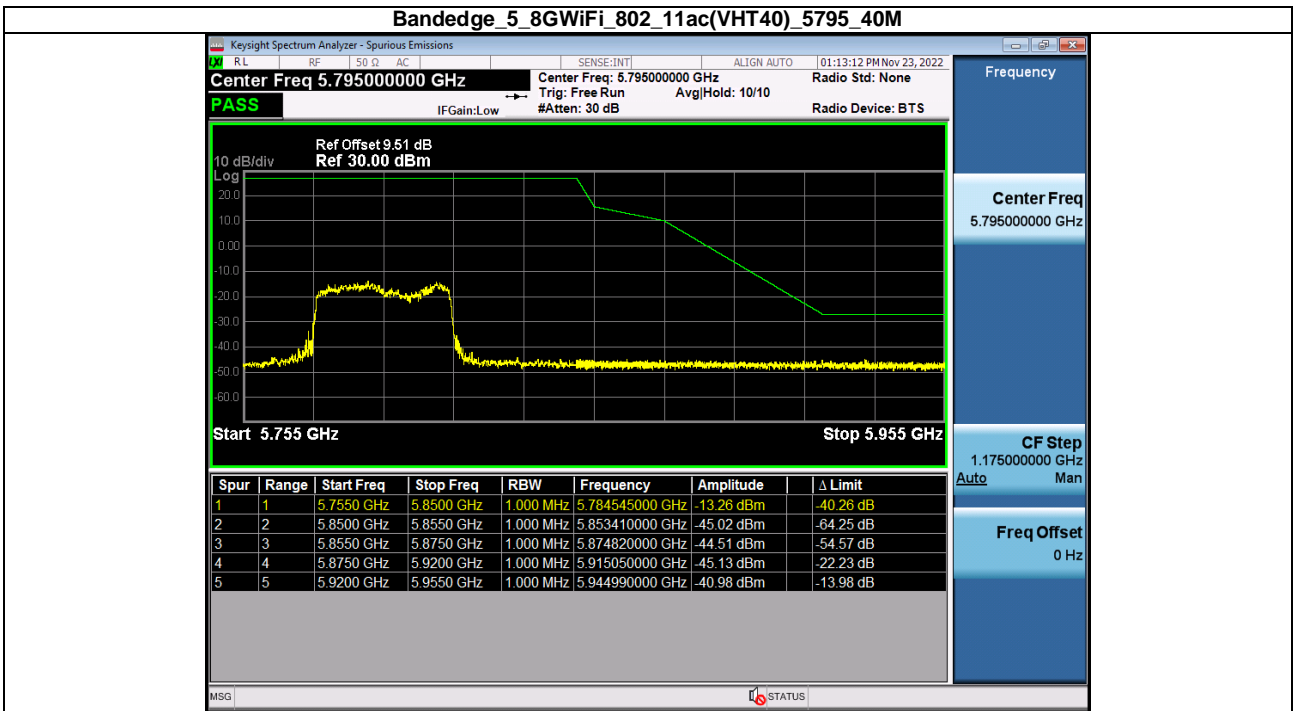 Bandedge_5_8GWiFi_802_11ac(VHT40)_5795_40M
Keysight Spectrum Analyzer - Spurious Emissions
LXI RL RF 50 Ω AC SENSE:INT ALIGN AUTO 01:13:12 PM Nov 23, 2022
Center Freq 5.795000000 GHz
Center Freq: 5.795000000 GHz Radio Std: None
Trig: Free Run Avg|Hold: 10/10
PASS
IFGain:Low #Atten: 30 dB Radio Device: BTS
Ref Offset 9.51 dB
10 dB/div Ref 30.00 dBm
Log
20.0
10.0
0.00
-10.0
-20.0
-30.0
-40.0
-50.0
-60.0
Start 5.755 GHz Stop 5.955 GHz
Spur Range Start Freq Stop Freq RBW Frequency Amplitude Δ Limit
1 1 5.7550 GHz 5.8500 GHz 1.000 MHz 5.784545000 GHz -13.26 dBm -40.26 dB
2 2 5.8500 GHz 5.8550 GHz 1.000 MHz 5.853410000 GHz -45.02 dBm -64.25 dB
3 3 5.8550 GHz 5.8750 GHz 1.000 MHz 5.874820000 GHz -44.51 dBm -54.57 dB
4 4 5.8750 GHz 5.9200 GHz 1.000 MHz 5.915050000 GHz -45.13 dBm -22.23 dB
5 5 5.9200 GHz 5.9550 GHz 1.000 MHz 5.944990000 GHz -40.98 dBm -13.98 dB
MSG STATUS
Frequency
Center Freq
5.795000000 GHz
CF Step
1.175000000 GHz
Auto Man
Freq Offset
0 Hz